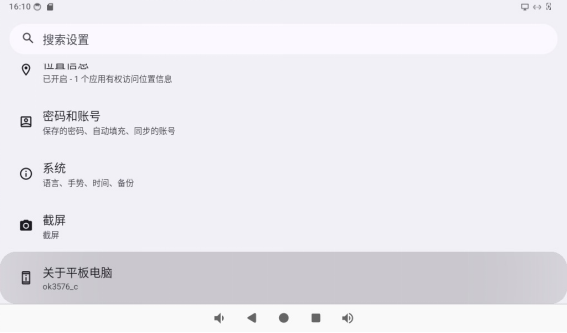 16:10
搜索设置
位置信息
已开启 - 1 个应用有权访问位置信息
密码和账号
保存的密码、自动填充、同步的账号
系统
语言、手势、时间、备份
截屏
截屏
关于平板电脑
ok3576_c